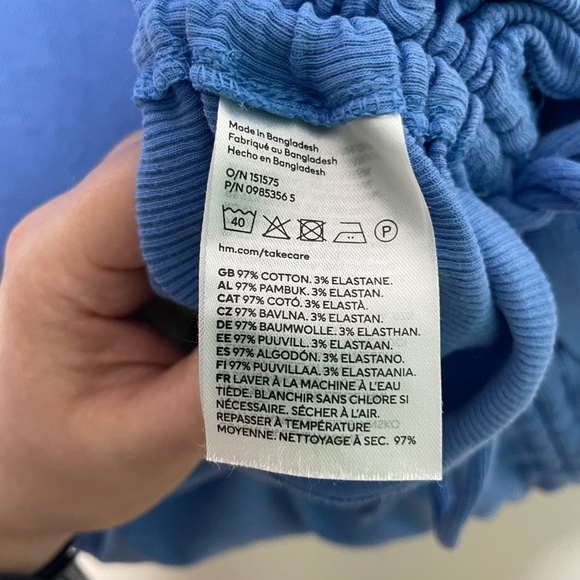 Made in Bangladesh
Fabriqué au Bangladesh
Hecho en Bangladesh
O/N 151575
P/N 0985356 5
40
P
hm.com/takecare
GB 97% COTTON. 3% ELASTANE.
AL 97% PAMBUK. 3% ELASTAN.
CAT 97% COTÓ. 3% ELASTÀ.
CZ 97% BAVLNA. 3% ELASTAN.
DE 97% BAUMWOLLE. 3% ELASTHAN.
EE 97% PUUVILL. 3% ELASTAAN.
ES 97% ALGODÓN. 3% ELASTANO.
FI 97% PUUVILLAA. 3% ELASTAANIA.
FR LAVER À LA MACHINE À L'EAU
TIÈDE. BLANCHIR SANS CHLORE SI
NÉCESSAIRE. SÉCHER À L'AIR.
REPASSER À TEMPÉRATURE
MOYENNE. NETTOYAGE À SEC. 97%